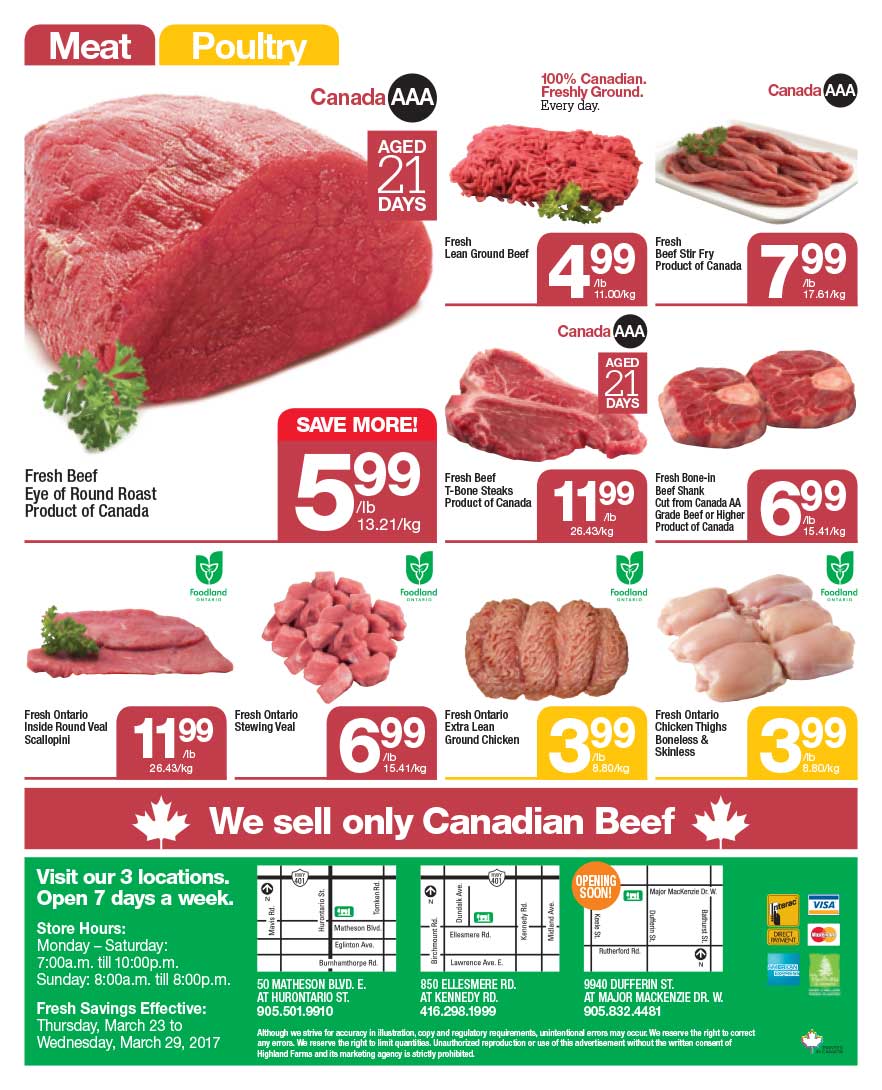 Meat
Poultry
Canada AAA
AGED
21
DAYS
SAVE MORE!
Fresh Beef
Eye of Round Roast
Product of Canada
5.99
/lb
13.21/kg
100% Canadian.
Freshly Ground.
Every day.
Fresh
Lean Ground Beef
4.99
/lb
11.00/kg
Canada AAA
Fresh
Beef Stir Fry
Product of Canada
7.99
/lb
17.61/kg
Canada AAA
AGED
21
DAYS
Fresh Beef
T-Bone Steaks
Product of Canada
11.99
/lb
26.43/kg
Fresh Bone-in
Beef Shank
Cut from Canada AA
Grade Beef or Higher
Product of Canada
6.99
/lb
15.41/kg
Foodland
ONTARIO
Fresh Ontario
Inside Round Veal
Scallopini
11.99
/lb
26.43/kg
Foodland
ONTARIO
Fresh Ontario
Stewing Veal
6.99
/lb
15.41/kg
Foodland
ONTARIO
Fresh Ontario
Extra Lean
Ground Chicken
3.99
/lb
8.80/kg
Foodland
ONTARIO
Fresh Ontario
Chicken Thighs
Boneless &
Skinless
3.99
/lb
8.80/kg
We sell only Canadian Beef
Visit our 3 locations.
Open 7 days a week.
Store Hours:
Monday – Saturday:
7:00a.m. till 10:00p.m.
Sunday: 8:00a.m. till 8:00p.m.
Fresh Savings Effective:
Thursday, March 23 to
Wednesday, March 29, 2017
HWY
401
N
Mavis Rd.
Hurontario St.
Tomken Rd.
Matheson Blvd.
Eglinton Ave.
Burnhamthorpe Rd.
50 MATHESON BLVD. E.
AT HURONTARIO ST.
905.501.9910
HWY
401
N
Birchmount Rd.
Dundalk Ave.
Kennedy Rd.
Midland Ave.
Ellesmere Rd.
Lawrence Ave. E.
850 ELLESMERE RD.
AT KENNEDY RD.
416.298.1999
OPENING
SOON!
Major MacKenzie Dr. W.
Keele St.
Dufferin St.
Bathurst St.
Rutherford Rd.
N
9940 DUFFERIN ST.
AT MAJOR MACKENZIE DR. W.
905.832.4481
Interac
DIRECT
PAYMENT
VISA
MasterCard
AMERICAN
EXPRESS
Although we strive for accuracy in illustration, copy and regulatory requirements, unintentional errors may occur. We reserve the right to correct
any errors. We reserve the right to limit quantities. Unauthorized reproduction or use of this advertisement without the written consent of
Highland Farms and its marketing agency is strictly prohibited.
PRINTED
IN CANADA